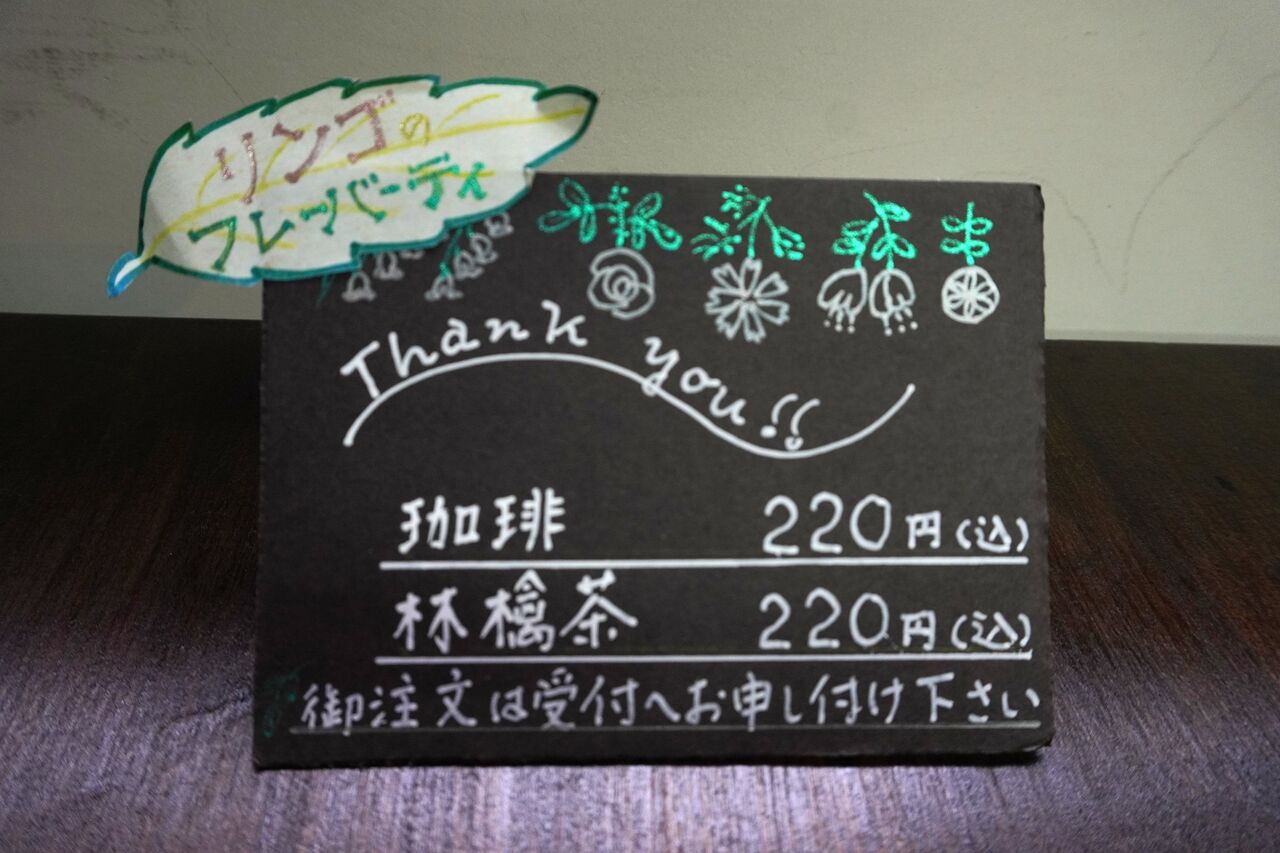 リンゴの
フレーバーティ
Thank you!!
珈琲 220円(込)
林檎茶 220円(込)
御注文は受付へお申し付け下さい